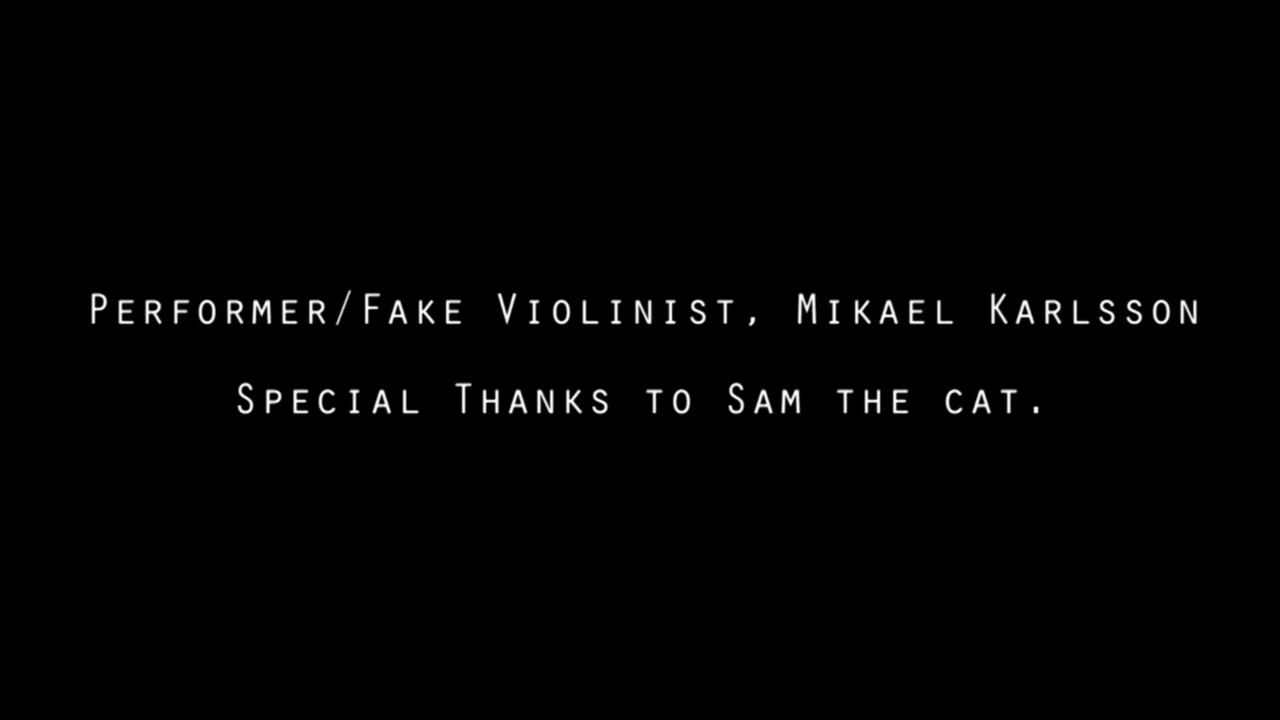 Performer/Fake Violinist, Mikael Karlsson
Special Thanks to Sam the cat.